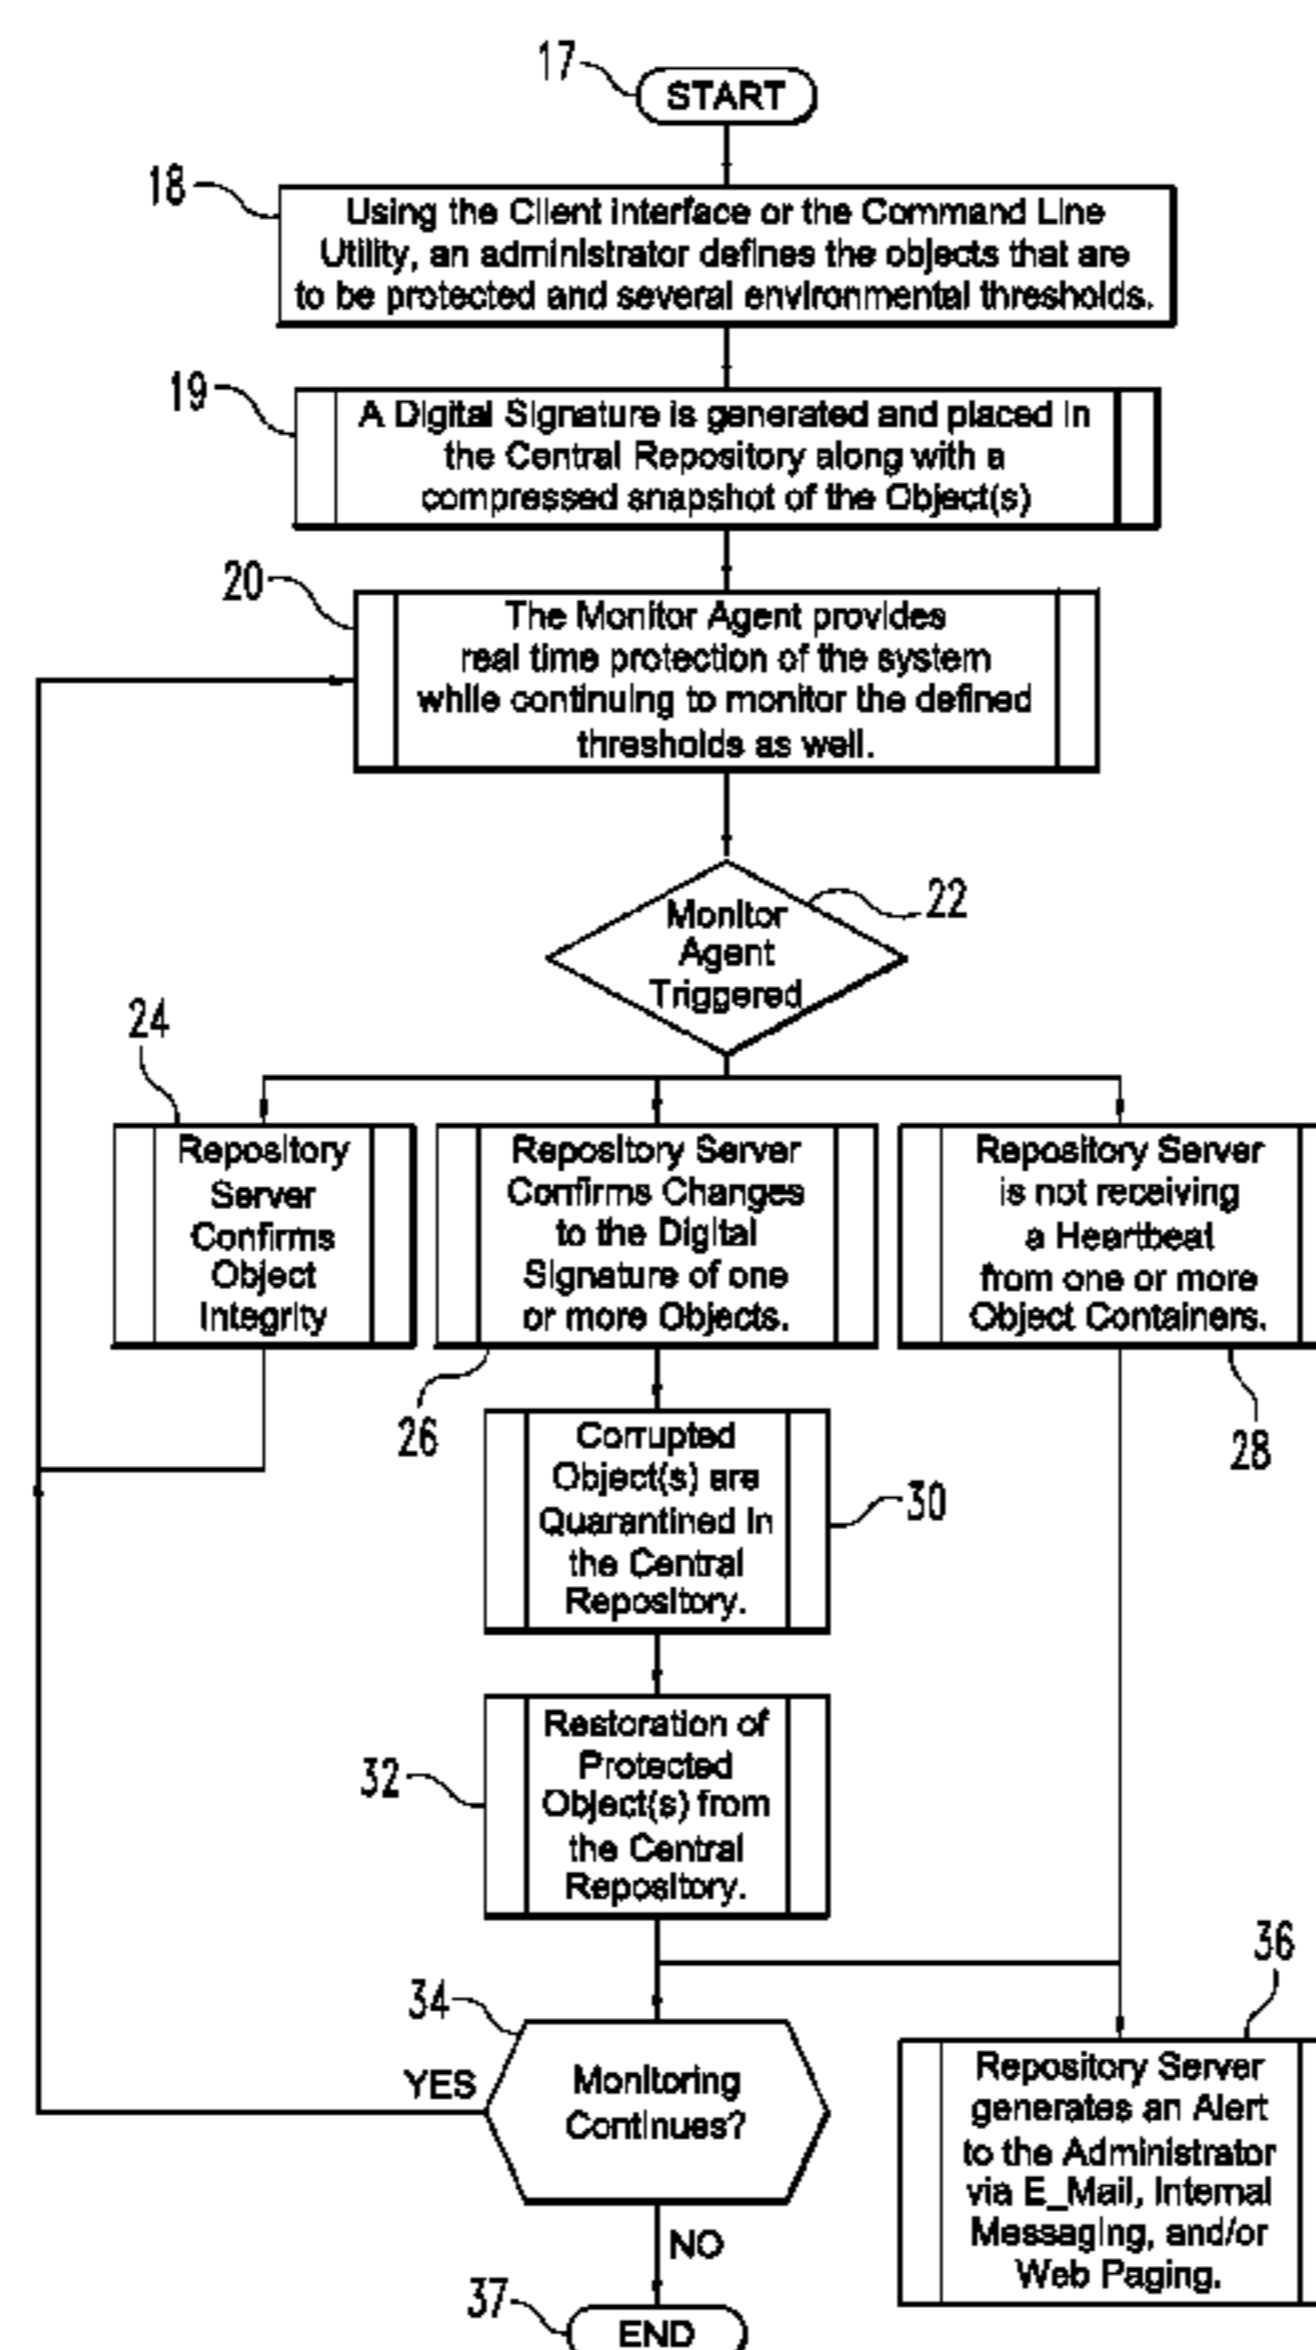 17
START
18
Using the Client interface or the Command Line
Utility, an administrator defines the objects that are
to be protected and several environmental thresholds.
19
A Digital Signature is generated and placed in
the Central Repository along with a
compressed snapshot of the Object(s)
20
The Monitor Agent provides
real time protection of the system
while continuing to monitor the defined
thresholds as well.
22
Monitor
Agent
Triggered
24
Repository
Server
Confirms
Object
Integrity
Repository Server
Confirms Changes
to the Digital
Signature of one
or more Objects.
26
Repository Server
is not receiving
a Heartbeat
from one or more
Object Containers.
28
Corrupted
Object(s) are
Quarantined in
the Central
Repository.
30
32
Restoration of
Protected
Object(s) from
the Central
Repository.
34
YES
Monitoring
Continues?
36
Repository Server
generates an Alert
to the Administrator
via E_Mail, Internal
Messaging, and/or
Web Paging.
NO
37
END